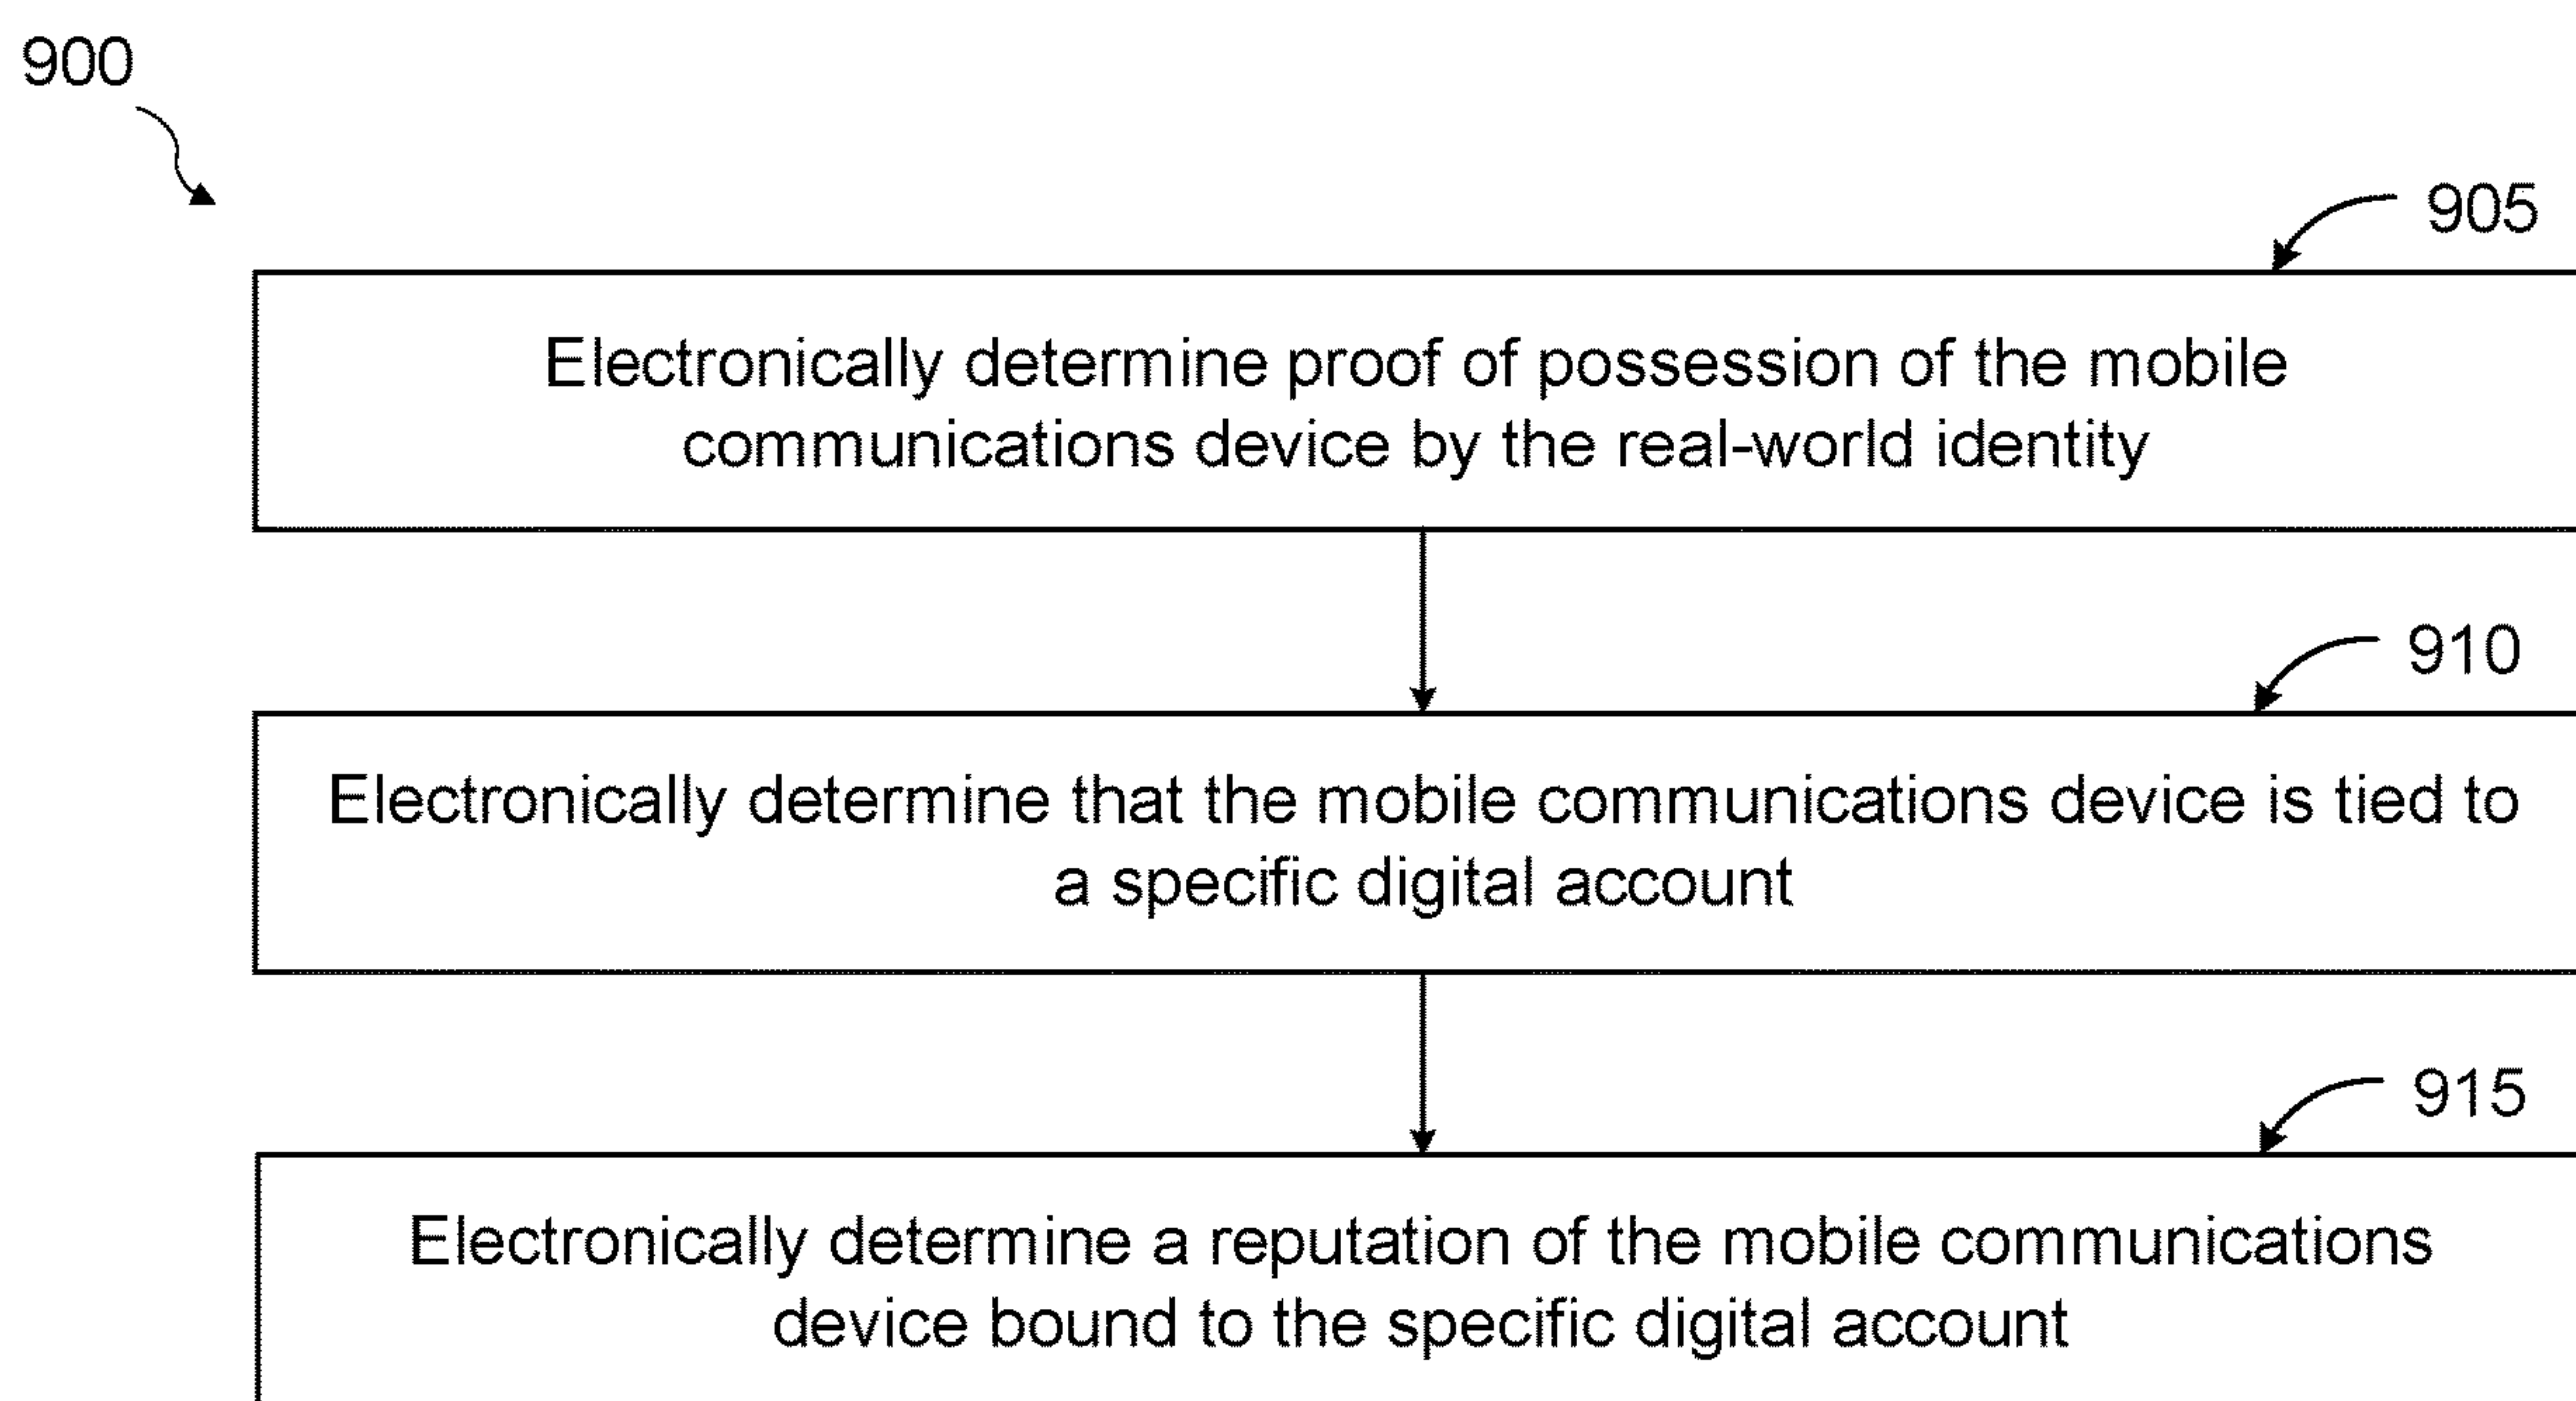 900
905
Electronically determine proof of possession of the mobile
communications device by the real-world identity
910
Electronically determine that the mobile communications device is tied to
a specific digital account
915
Electronically determine a reputation of the mobile communications
device bound to the specific digital account